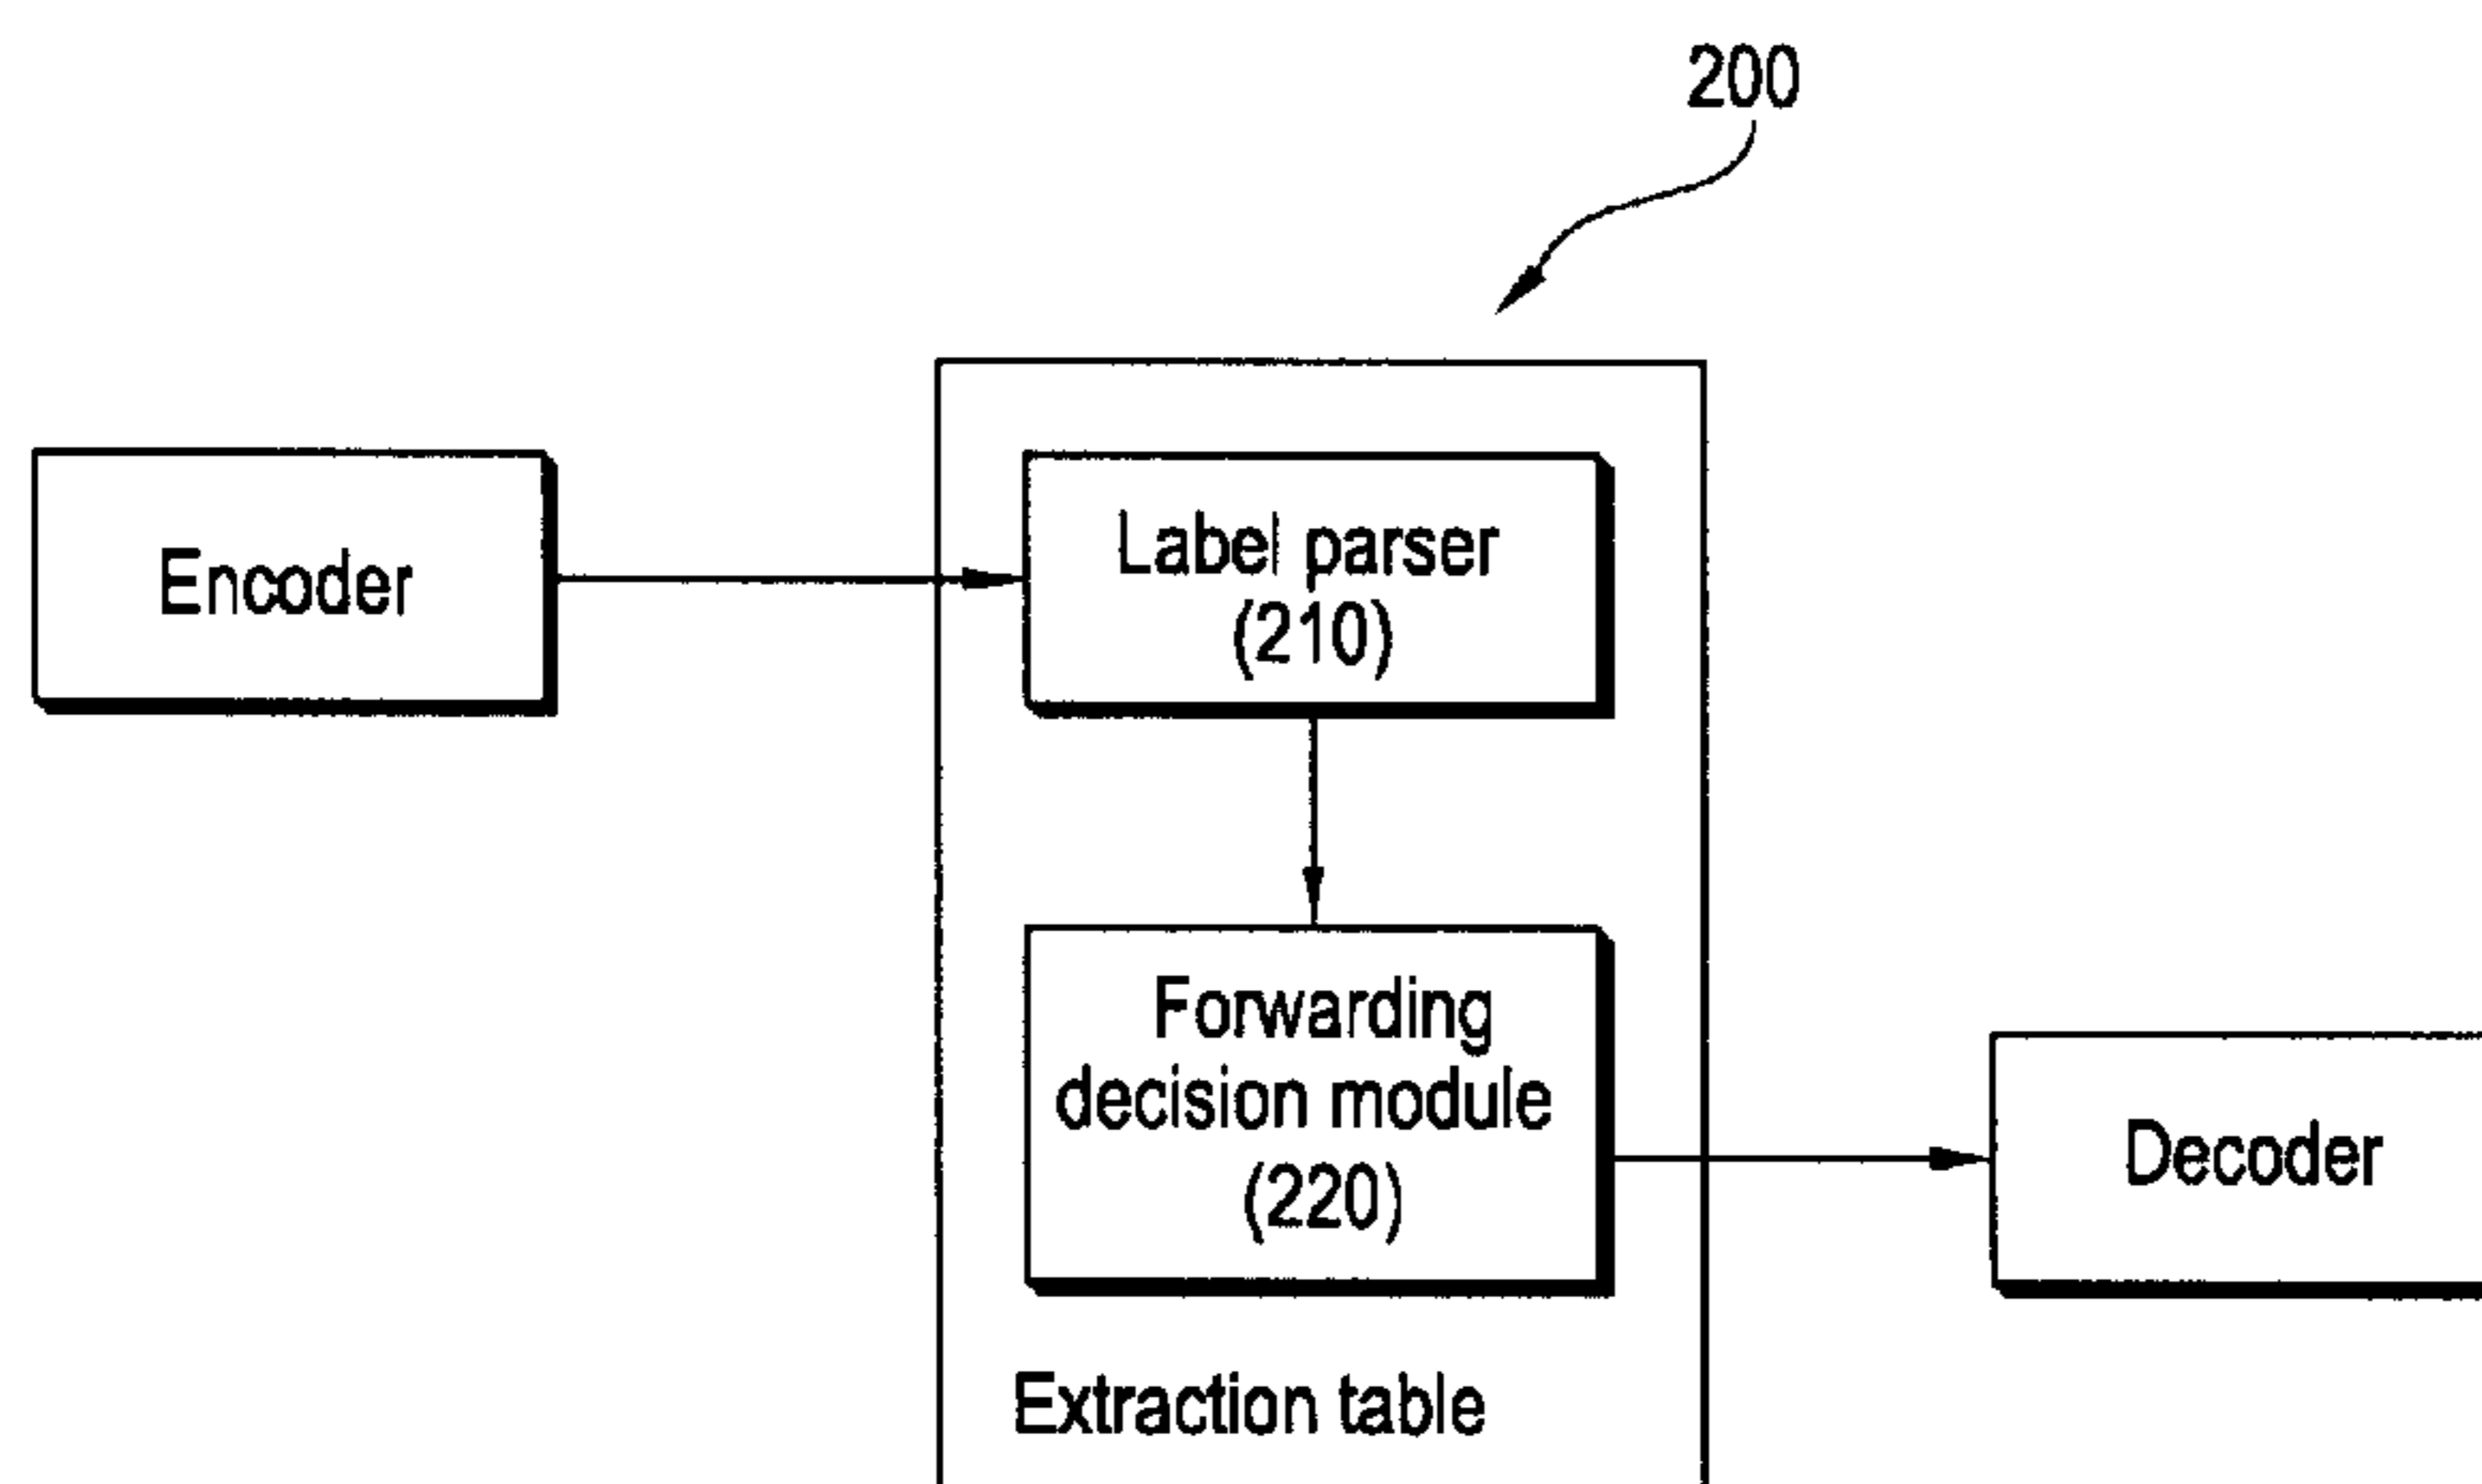 200
Encoder
Label parser
(210)
Forwarding
decision module
(220)
Decoder
Extraction table